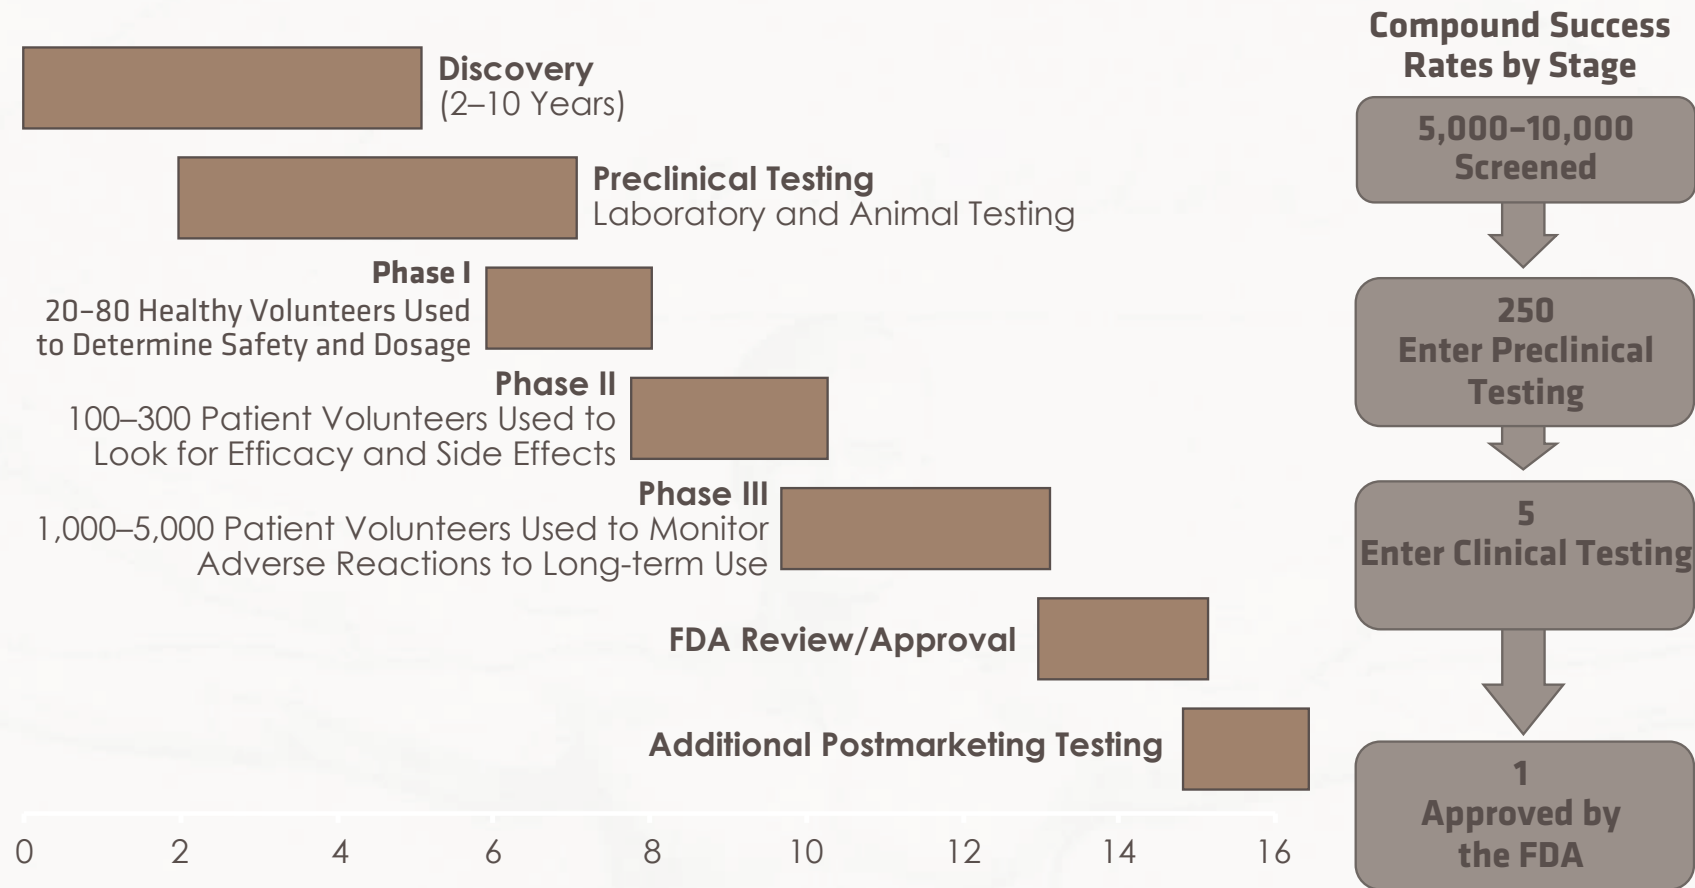 Discovery
(2–10 Years)
Preclinical Testing
Laboratory and Animal Testing
Phase I
20–80 Healthy Volunteers Used
to Determine Safety and Dosage
Phase II
100–300 Patient Volunteers Used to
Look for Efficacy and Side Effects
Phase III
1,000–5,000 Patient Volunteers Used to Monitor
Adverse Reactions to Long-term Use
FDA Review/Approval
Additional Postmarketing Testing
0 2 4 6 8 10 12 14 16
Compound Success
Rates by Stage
5,000–10,000
Screened
250
Enter Preclinical
Testing
5
Enter Clinical Testing
1
Approved by
the FDA